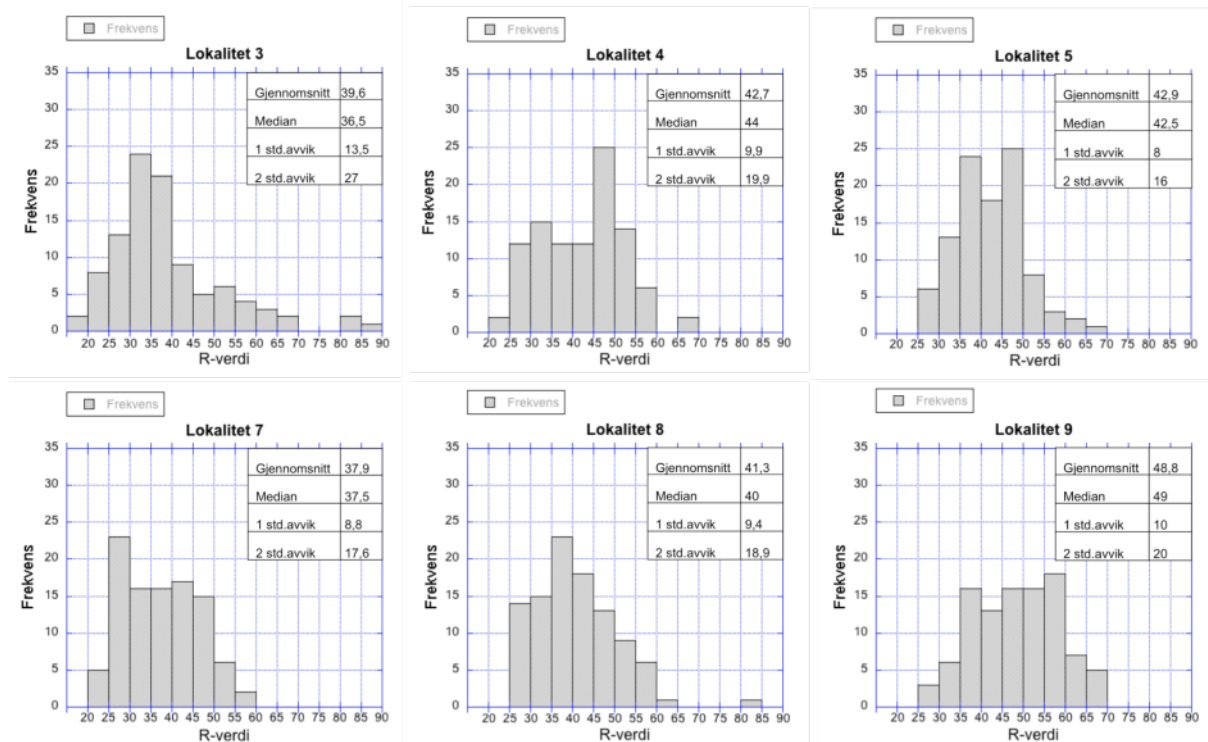 Frekvens
Lokalitet 3
Gjennomsnitt 39,6
Median 36,5
1 std.avvik 13,5
2 std.avvik 27
Frekvens
35
30
25
20
15
10
5
0
20 25 30 35 40 45 50 55 60 65 70 75 80 85 90
R-verdi
Frekvens
Lokalitet 4
Gjennomsnitt 42,7
Median 44
1 std.avvik 9,9
2 std.avvik 19,9
Frekvens
35
30
25
20
15
10
5
0
20 25 30 35 40 45 50 55 60 65 70 75 80 85 90
R-verdi
Frekvens
Lokalitet 5
Gjennomsnitt 42,9
Median 42,5
1 std.avvik 8
2 std.avvik 16
Frekvens
35
30
25
20
15
10
5
0
20 25 30 35 40 45 50 55 60 65 70 75 80 85 90
R-verdi
Frekvens
Lokalitet 7
Gjennomsnitt 37,9
Median 37,5
1 std.avvik 8,8
2 std.avvik 17,6
Frekvens
35
30
25
20
15
10
5
0
20 25 30 35 40 45 50 55 60 65 70 75 80 85 90
R-verdi
Frekvens
Lokalitet 8
Gjennomsnitt 41,3
Median 40
1 std.avvik 9,4
2 std.avvik 18,9
Frekvens
35
30
25
20
15
10
5
0
20 25 30 35 40 45 50 55 60 65 70 75 80 85 90
R-verdi
Frekvens
Lokalitet 9
Gjennomsnitt 48,8
Median 49
1 std.avvik 10
2 std.avvik 20
Frekvens
35
30
25
20
15
10
5
0
20 25 30 35 40 45 50 55 60 65 70 75 80 85 90
R-verdi